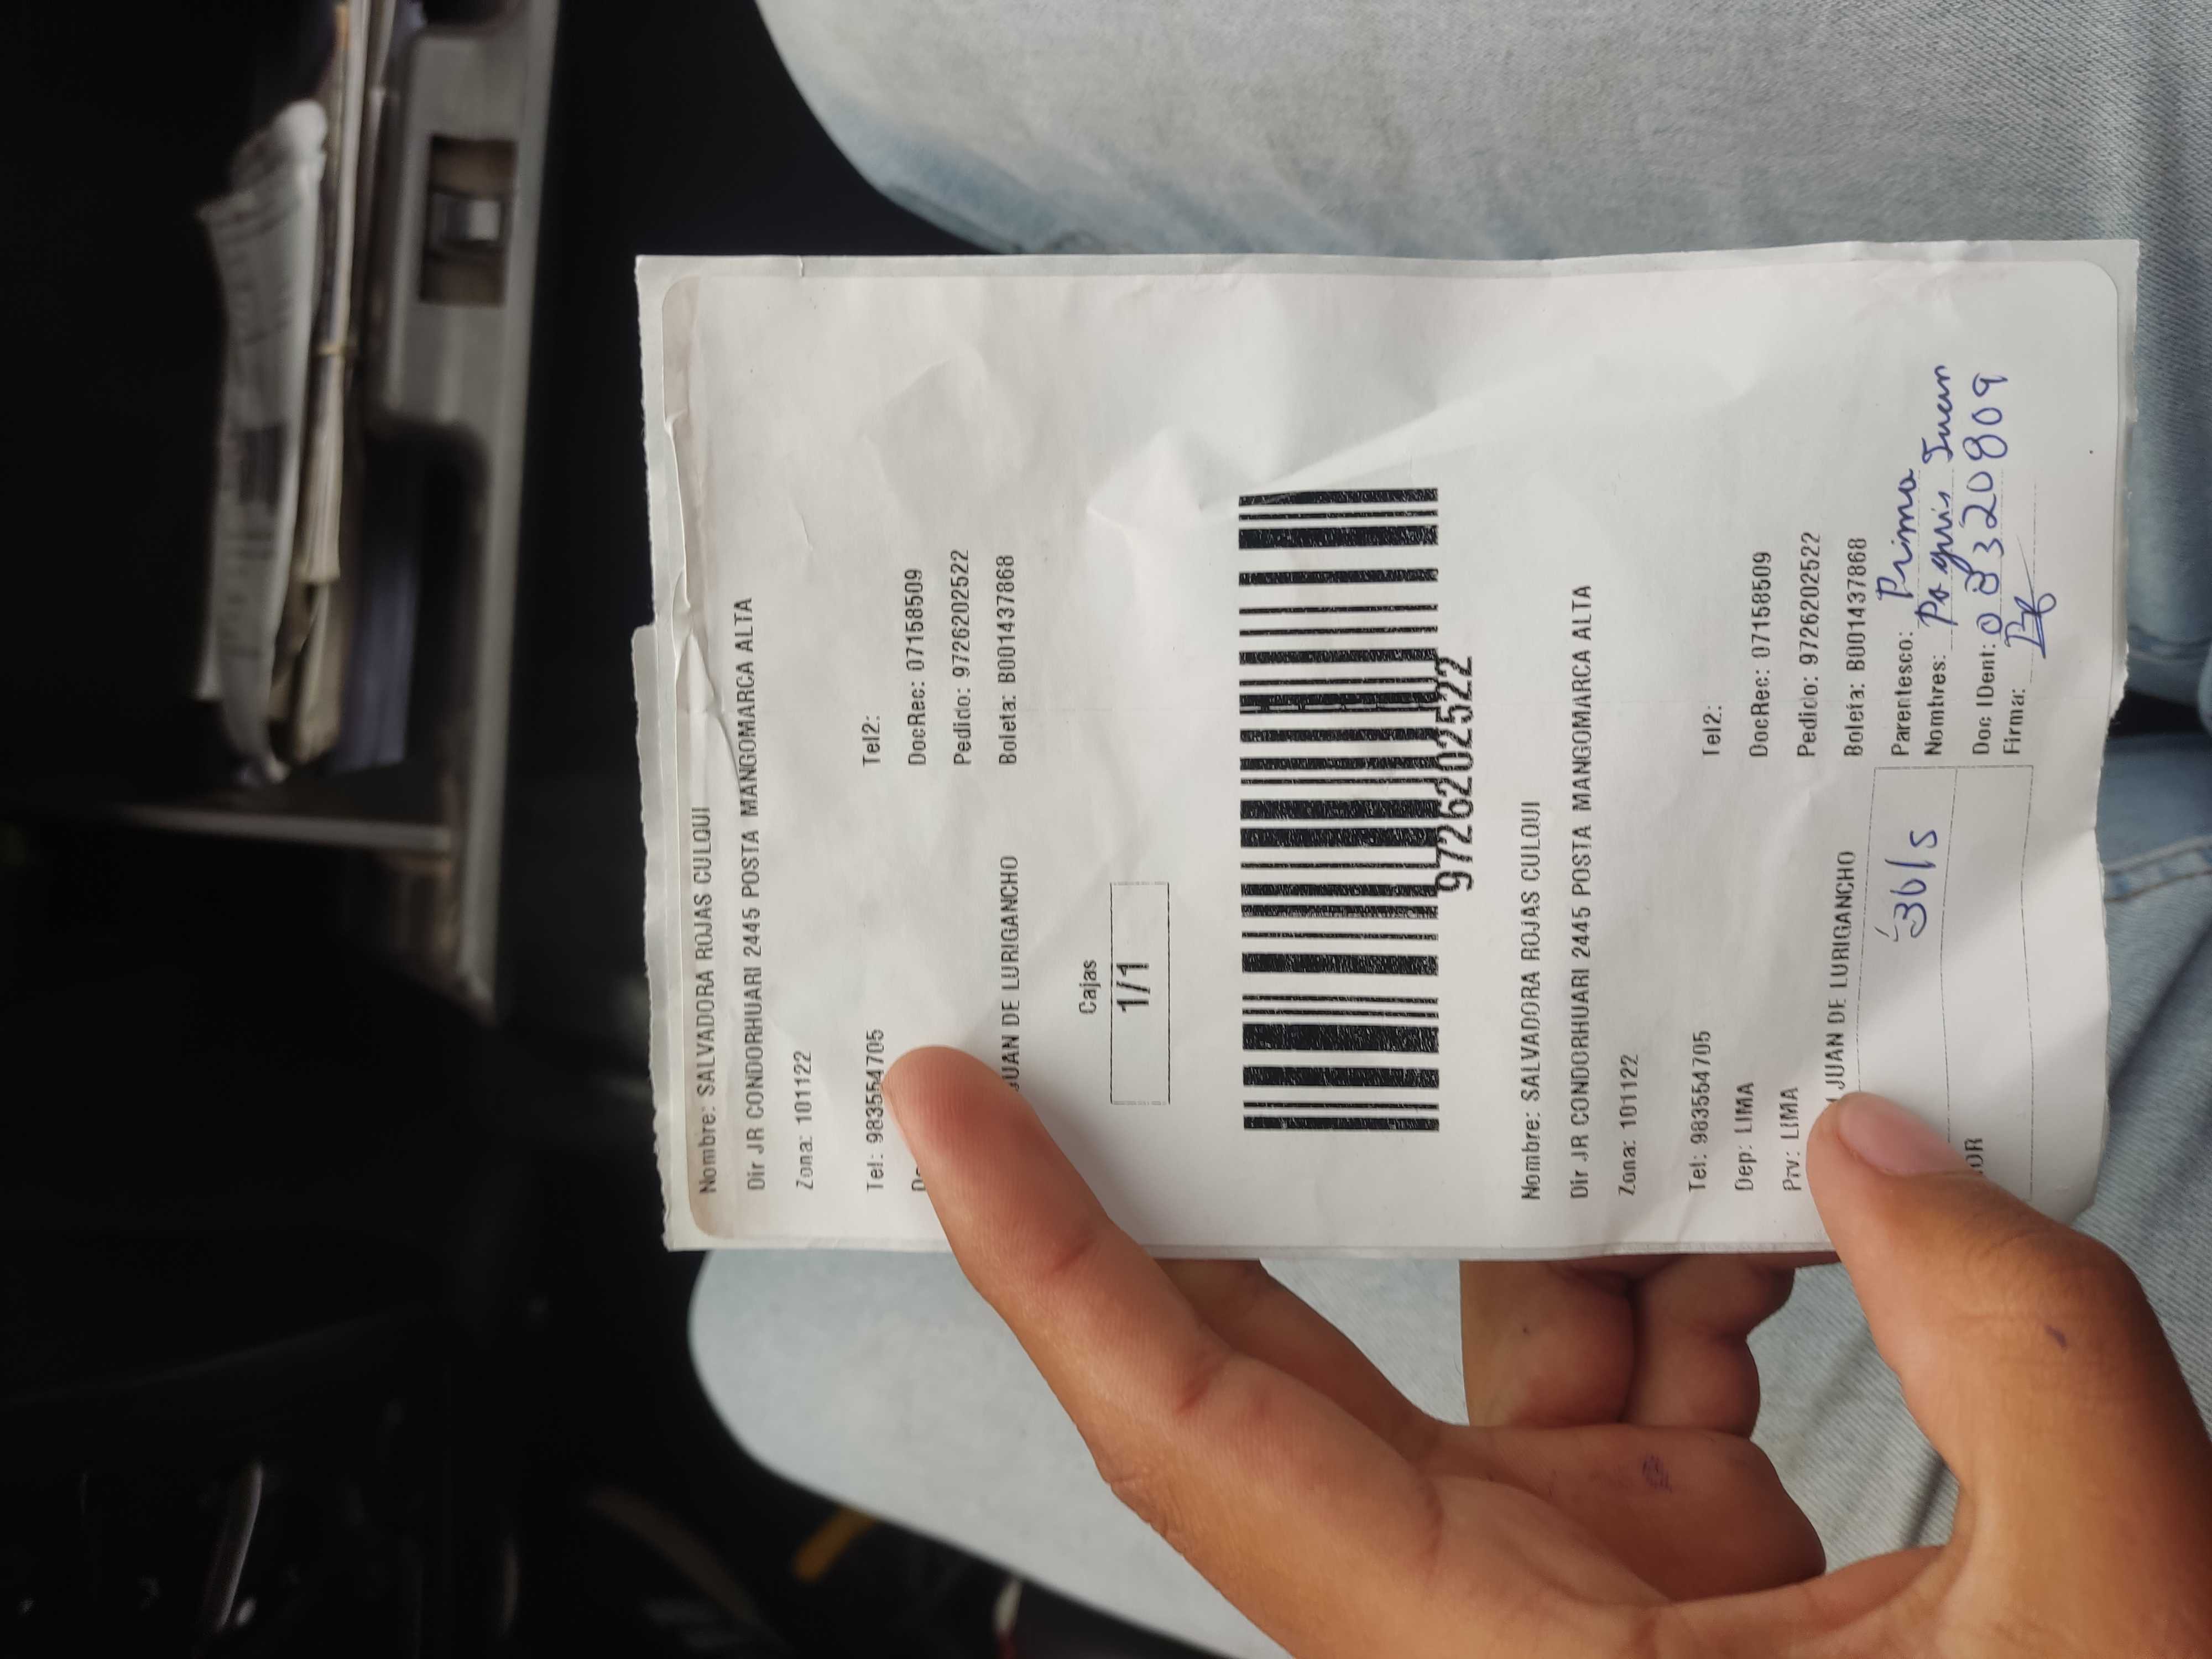 Nombre: SALVADORA ROJAS CULQUI
Dir JR CONDORHUARI 2445 POSTA MANGOMARCA ALTA
Zona: 101122
Tel: 983554705 Tel2:
DocRec: 07158509
Pedido: 9726202522
JUAN DE LURIGANCHO Boleta: B001437868
Cajas
1/1
9726202522
Nombre: SALVADORA ROJAS CULQUI
Dir JR CONDORHUARI 2445 POSTA MANGOMARCA ALTA
Zona: 101122
Tel: 983554705 Tel2:
Dep: LIMA DocRec: 07158509
Prv: LIMA Pedido: 9726202522
JUAN DE LURIGANCHO Boleta: B001437868
Parentesco: Prima
Nombres:
Doc IDent: 08320809
Firma: